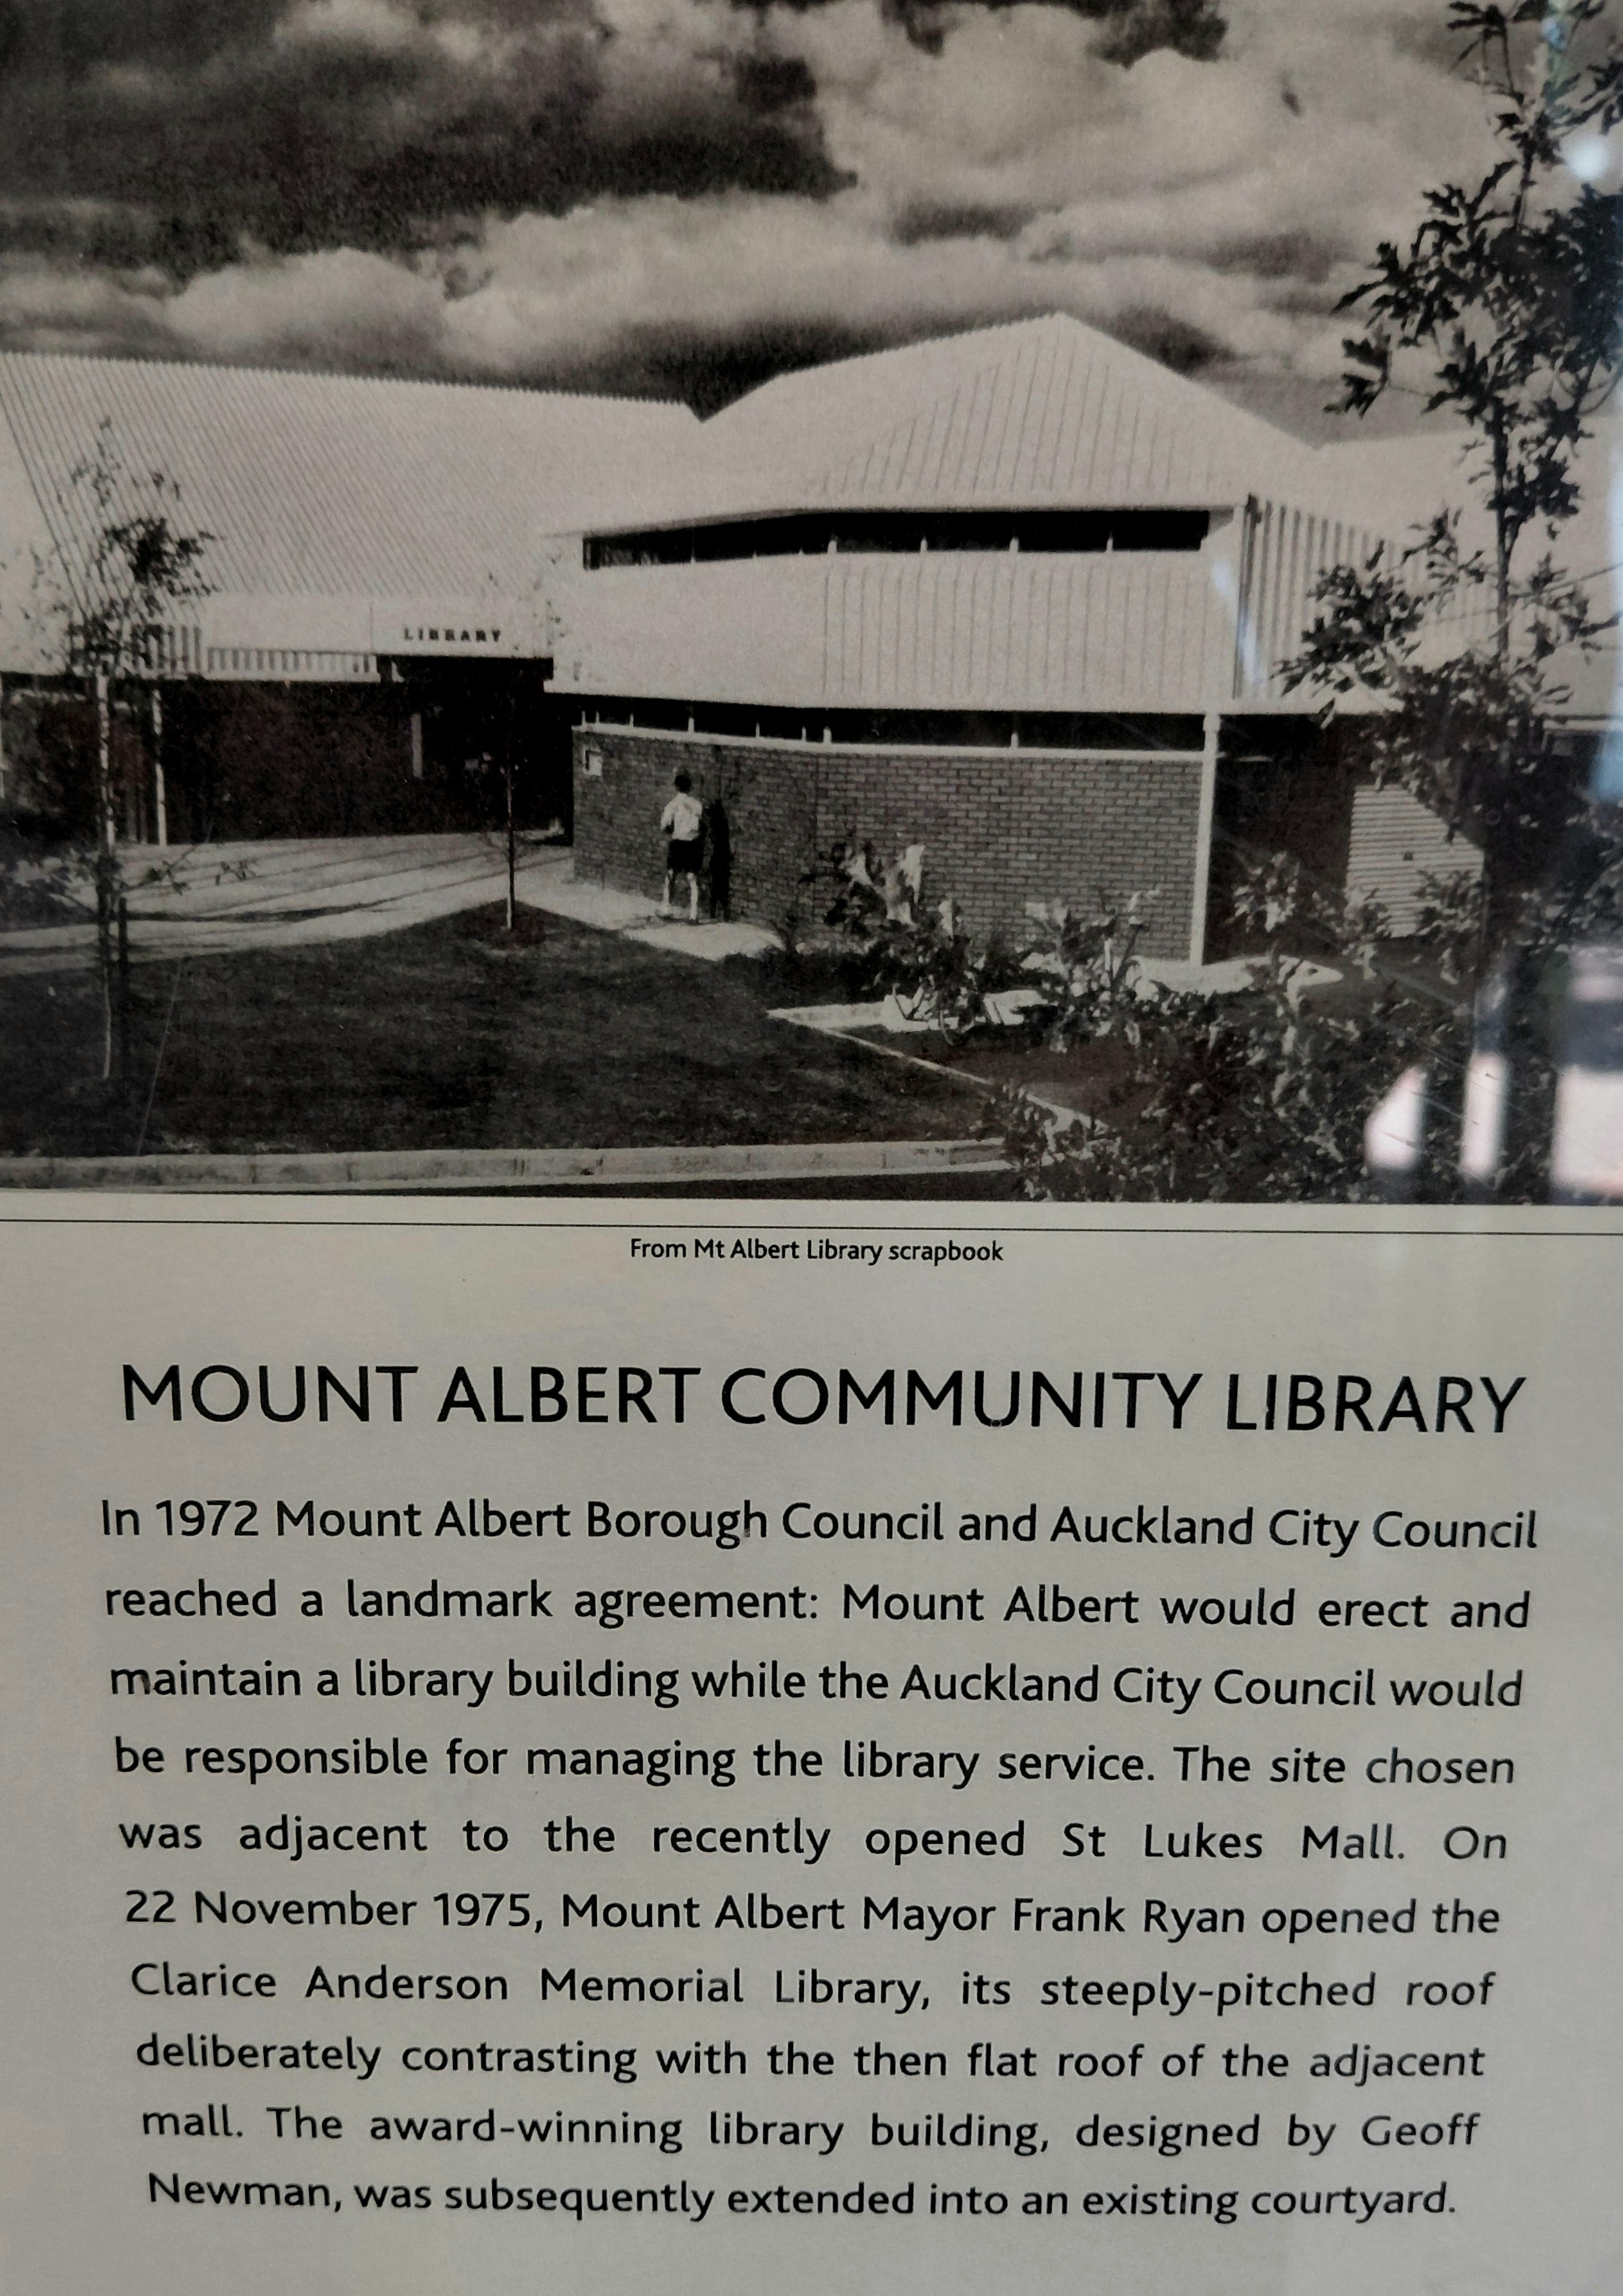 LIBRARY
From Mt Albert Library scrapbook
MOUNT ALBERT COMMUNITY LIBRARY
In 1972 Mount Albert Borough Council and Auckland City Council
reached a landmark agreement: Mount Albert would erect and
maintain a library building while the Auckland City Council would
be responsible for managing the library service. The site chosen
was adjacent to the recently opened St Lukes Mall. On
22 November 1975, Mount Albert Mayor Frank Ryan opened the
Clarice Anderson Memorial Library, its steeply-pitched roof
deliberately contrasting with the then flat roof of the adjacent
mall. The award-winning library building, designed by Geoff
Newman, was subsequently extended into an existing courtyard.